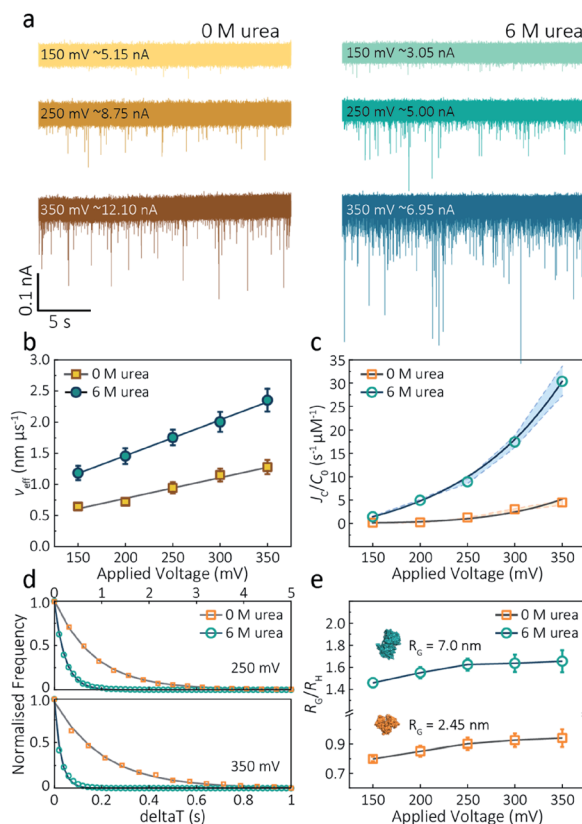 a
0 M urea
6 M urea
150 mV ~5.15 nA
150 mV ~3.05 nA
250 mV ~8.75 nA
250 mV ~5.00 nA
350 mV ~12.10 nA
350 mV ~6.95 nA
0.1 nA
5 s
b
3.0
2.5
2.0
1.5
1.0
0.5
0.0
0 M urea
6 M urea
v_eff (nm µs⁻¹)
150 200 250 300 350
Applied Voltage (mV)
c
35
30
25
20
15
10
5
0
0 M urea
6 M urea
J_C/C_0 (s⁻¹ µM⁻¹)
150 200 250 300 350
Applied Voltage (mV)
d
0 1 2 3 4 5
1.0
0.5
0.0
0 M urea
6 M urea
250 mV
1.0
0.5
0
350 mV
Normalised Frequency
0 0.2 0.4 0.6 0.8 1
deltaT (s)
e
0 M urea
6 M urea
1.8
1.6
1.4
0.9
0.7
R_G = 7.0 nm
R_G = 2.45 nm
R_G/R_H
150 200 250 300 350
Applied Voltage (mV)